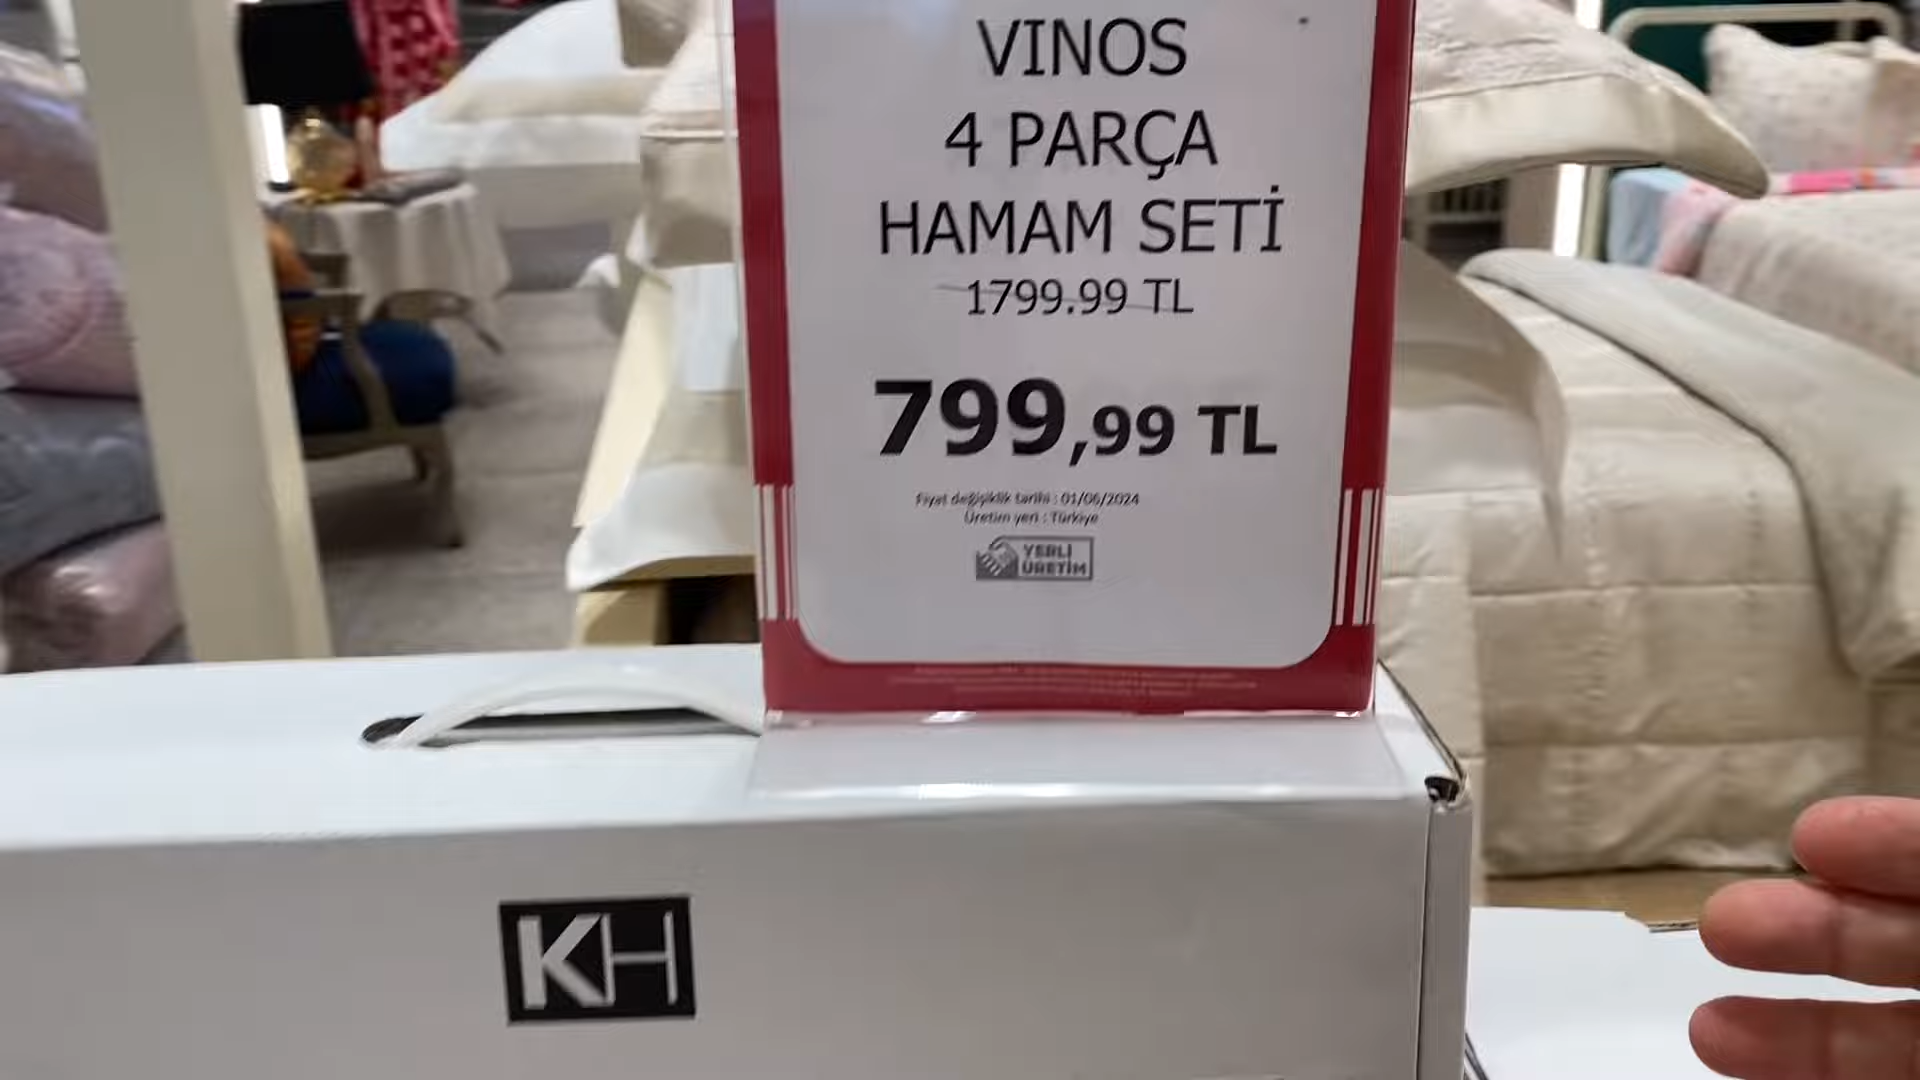 VINOS
4 PARÇA
HAMAM SETİ
1799.99 TL
799,99 TL
Fiyat değişiklik tarihi : 01/06/2024
Üretim yeri : Türkiye
YERLİ
ÜRETİM
KH